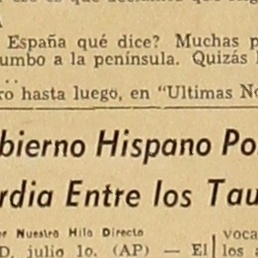 España qué dice? Muchas p
umbo a la península. Quizás
..
ro hasta luego, en "Ultimas No
bierno Hispano Po
rdia Entre los Tau
or Nuestro Hilo Directo
D, julio 1o. (AP) — El
voca
los a